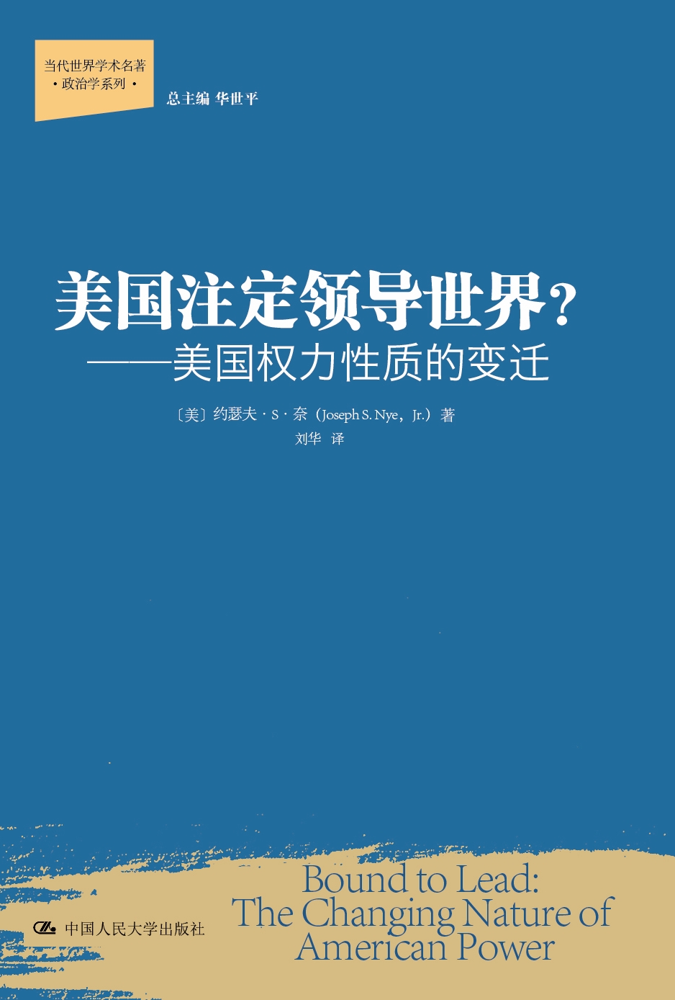 当代世界学术名著
·政治学系列·
总主编 华世平
美国注定领导世界？
——美国权力性质的变迁
〔美〕约瑟夫·S·奈（Joseph S. Nye，Jr.）著
刘华 译
Bound to Lead:
The Changing Nature of
American Power
中国人民大学出版社